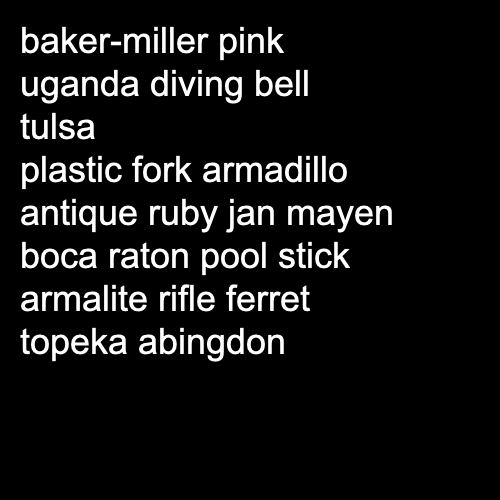 baker-miller pink
uganda diving bell
tulsa
plastic fork armadillo
antique ruby jan mayen
boca raton pool stick
armalite rifle ferret
topeka abingdon